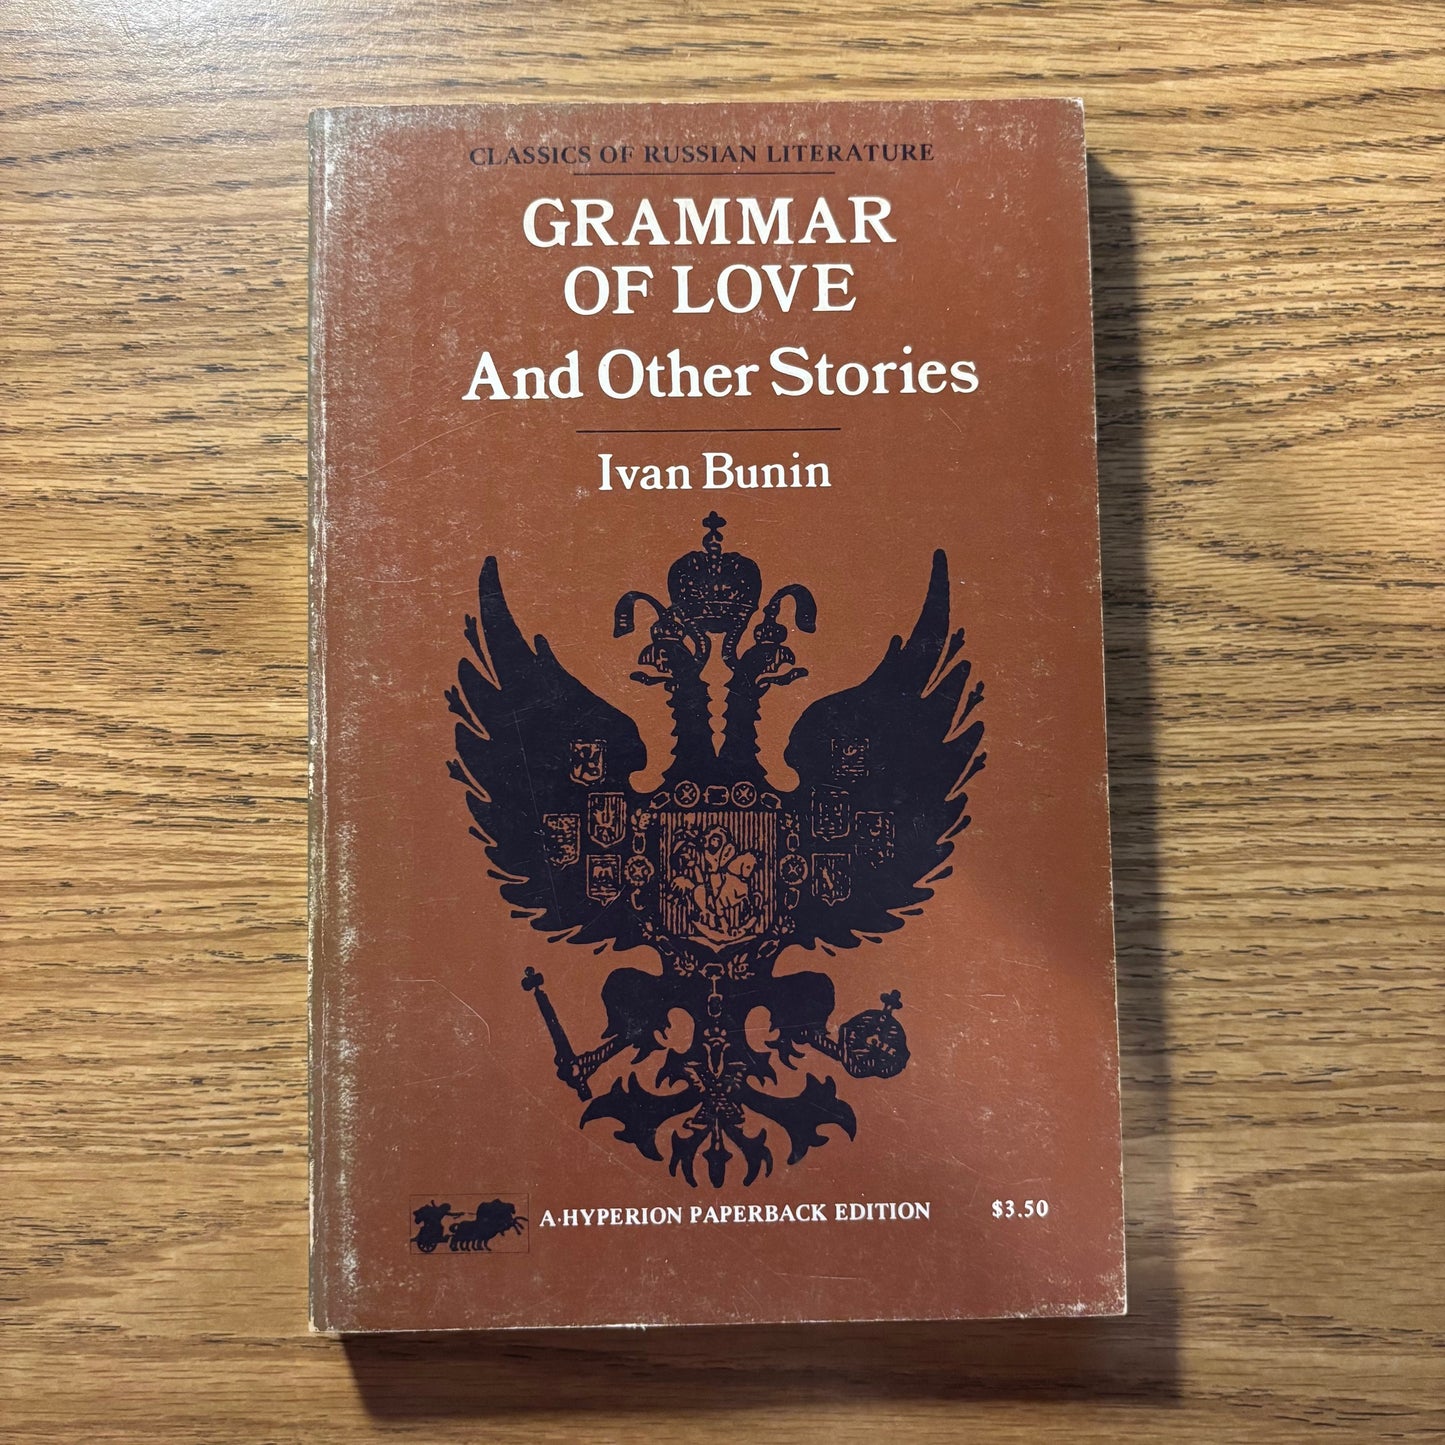 CLASSICS OF RUSSIAN LITERATURE
GRAMMAR
OF LOVE
And Other Stories
Ivan Bunin
A·HYPERION PAPERBACK EDITION $3.50